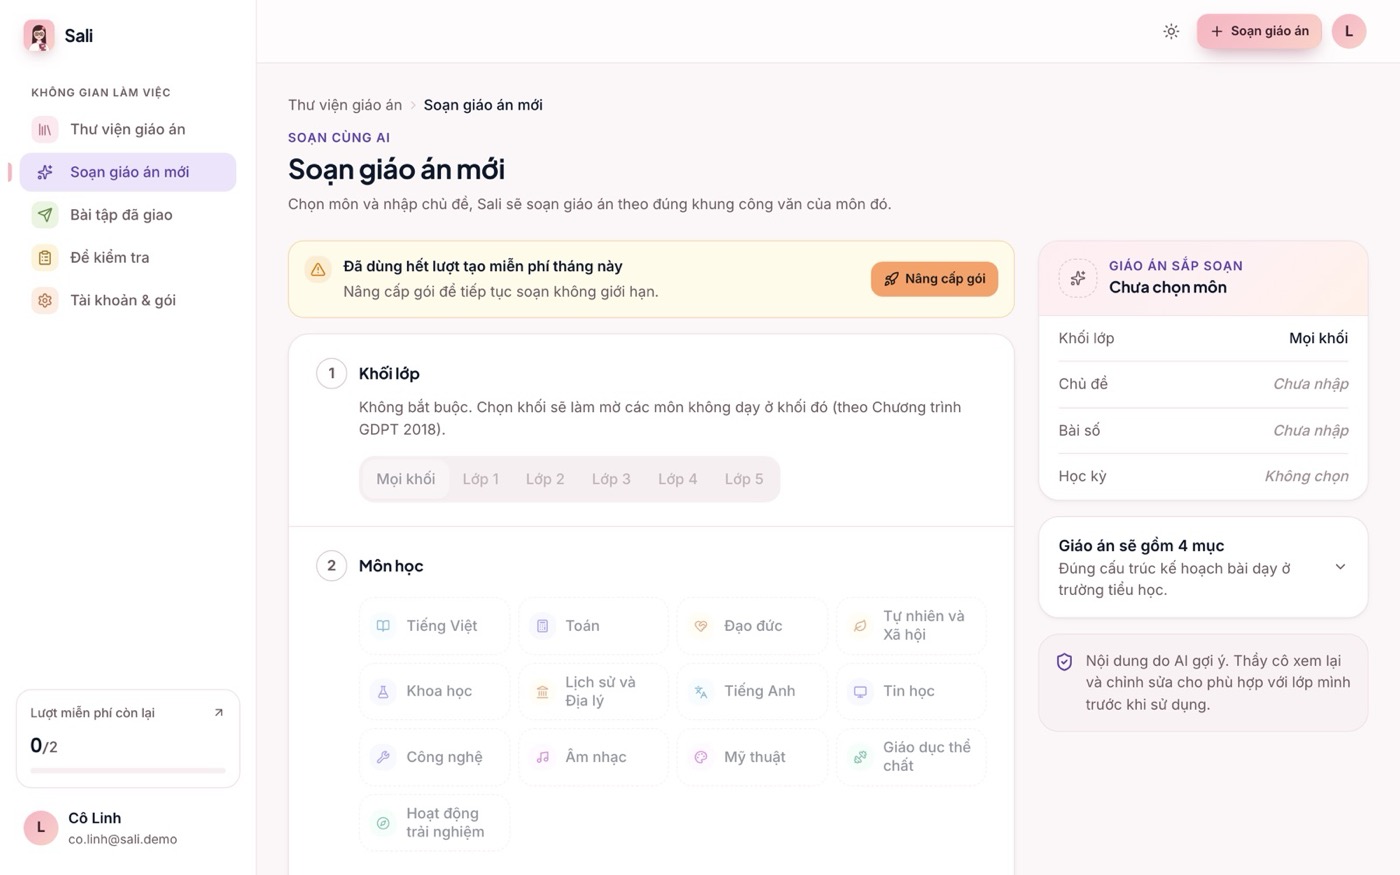 Sali
KHÔNG GIAN LÀM VIỆC
Thư viện giáo án
Soạn giáo án mới
Bài tập đã giao
Đề kiểm tra
Tài khoản & gói
Lượt miễn phí còn lại
0/2
L
Cô Linh
co.linh@sali.demo
Soạn giáo án
L
Thư viện giáo án
Soạn giáo án mới
SOẠN CÙNG AI
Soạn giáo án mới
Chọn môn và nhập chủ đề, Sali sẽ soạn giáo án theo đúng khung công văn của môn đó.
Đã dùng hết lượt tạo miễn phí tháng này
Nâng cấp gói để tiếp tục soạn không giới hạn.
Nâng cấp gói
1
Khối lớp
Không bắt buộc. Chọn khối sẽ làm mờ các môn không dạy ở khối đó (theo Chương trình
GDPT 2018).
Mọi khối
Lớp 1
Lớp 2
Lớp 3
Lớp 4
Lớp 5
2
Môn học
Tiếng Việt
Toán
Đạo đức
Tự nhiên và
Xã hội
Khoa học
Lịch sử và
Địa lý
Tiếng Anh
Tin học
Công nghệ
Âm nhạc
Mỹ thuật
Giáo dục thể
chất
Hoạt động
trải nghiệm
GIÁO ÁN SẮP SOẠN
Chưa chọn môn
Khối lớp
Mọi khối
Chủ đề
Chưa nhập
Bài số
Chưa nhập
Học kỳ
Không chọn
Giáo án sẽ gồm 4 mục
Đúng cấu trúc kế hoạch bài dạy ở
trường tiểu học.
Nội dung do AI gợi ý. Thầy cô xem lại
và chỉnh sửa cho phù hợp với lớp mình
trước khi sử dụng.